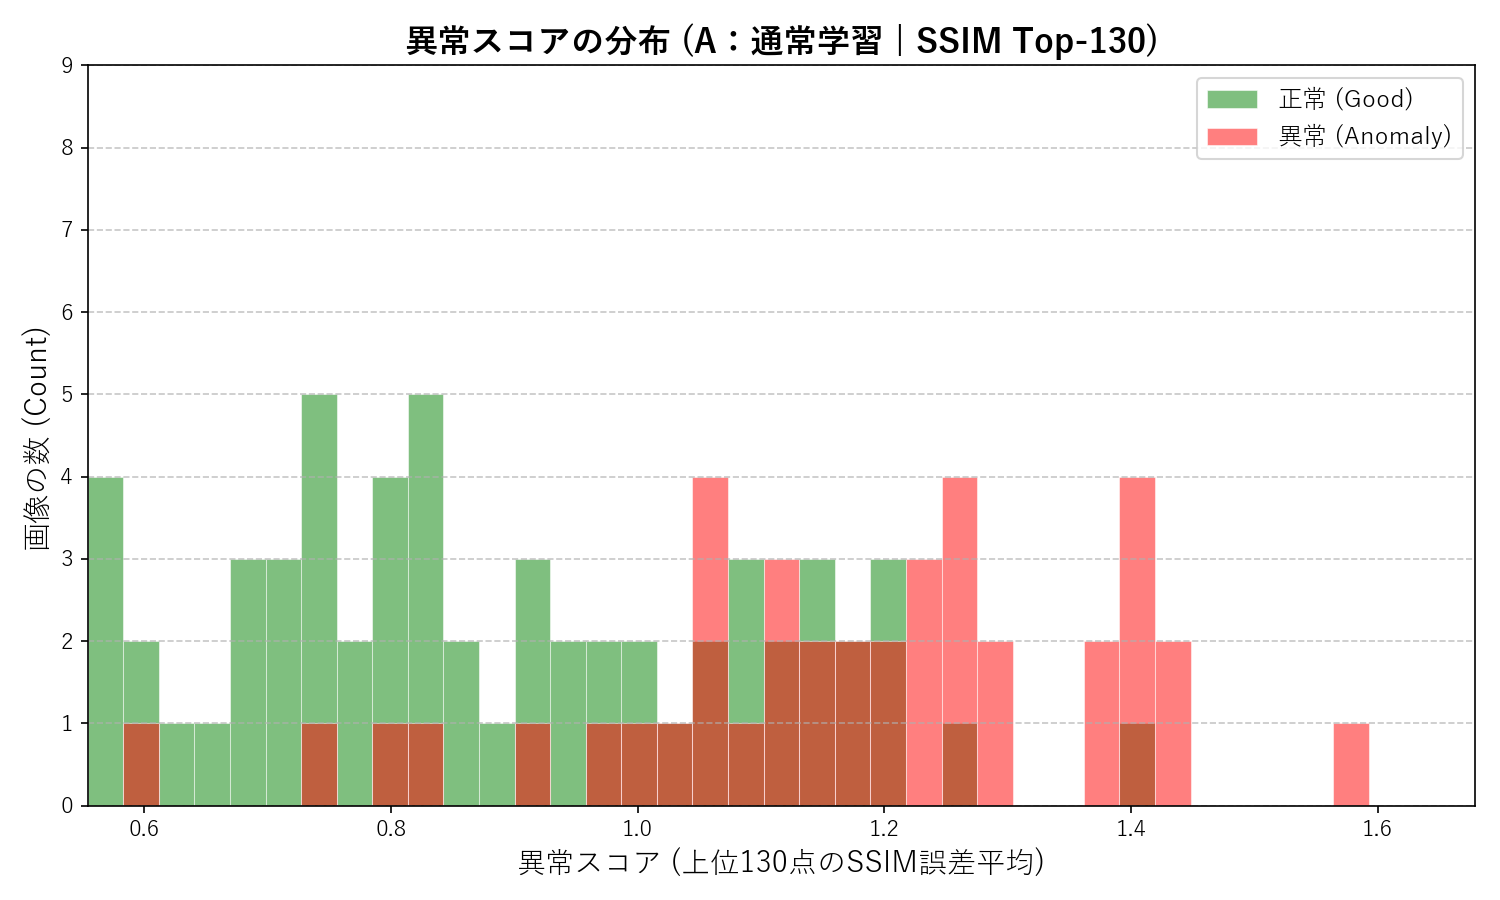 異常スコアの分布 (A：通常学習｜SSIM Top-130)
正常 (Good)
異常 (Anomaly)
画像の数 (Count)
9
8
7
6
5
4
3
2
1
0
0.6 0.8 1.0 1.2 1.4 1.6
異常スコア (上位130点のSSIM誤差平均)